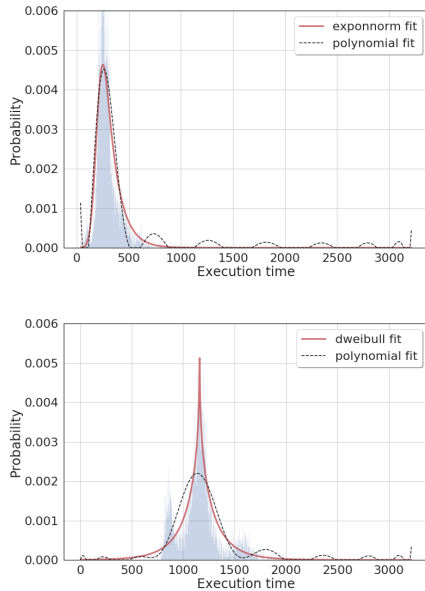 0.006
0.005
0.004
0.003
0.002
0.001
0.000
Probability
exponnorm fit
polynomial fit
0 500 1000 1500 2000 2500 3000
Execution time
0.006
0.005
0.004
0.003
0.002
0.001
0.000
Probability
dweibull fit
polynomial fit
0 500 1000 1500 2000 2500 3000
Execution time